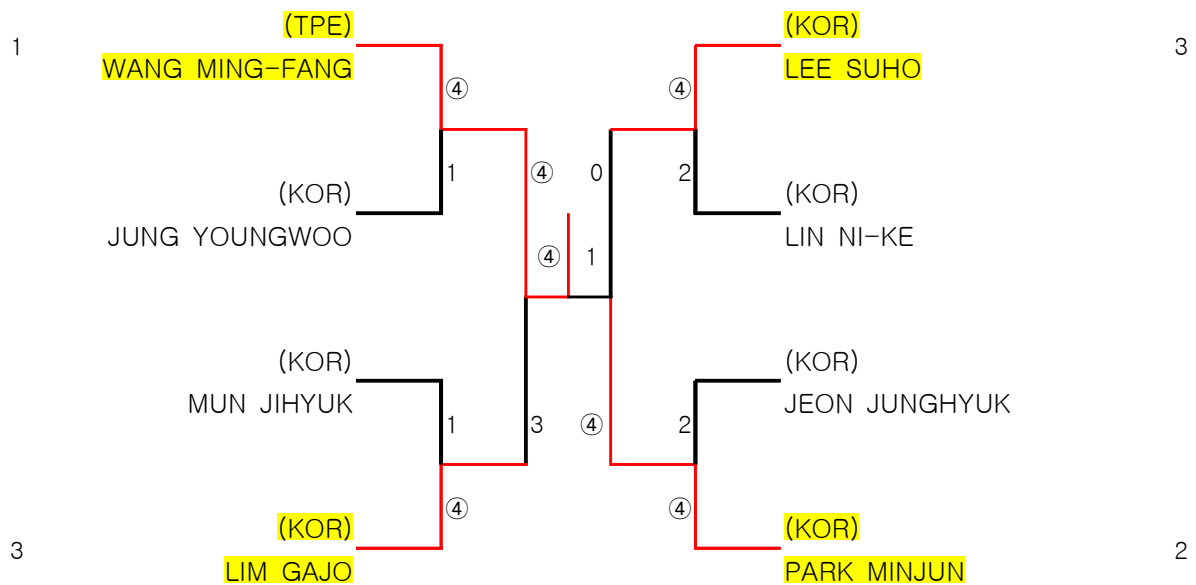 (TPE)
(KOR)
1
3
WANG MING-FANG
LEE SUHO
④
④
1
④
0
2
(KOR)
(KOR)
JUNG YOUNGWOO
LIN NI-KE
④
1
(KOR)
(KOR)
MUN JIHYUK
JEON JUNGHYUK
1
3
④
2
④
④
(KOR)
(KOR)
3
2
LIM GAJO
PARK MINJUN